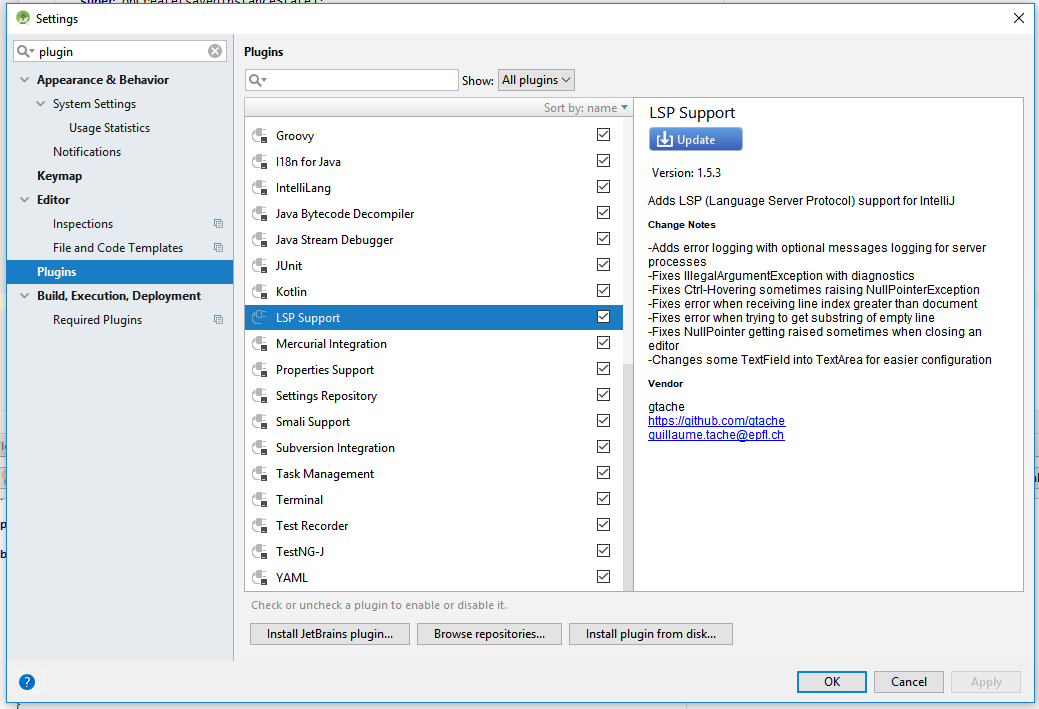 Settings
plugin
Appearance & Behavior
System Settings
Usage Statistics
Notifications
Keymap
Editor
Inspections
File and Code Templates
Plugins
Build, Execution, Deployment
Required Plugins
Plugins
Show: All plugins
Sort by: name
Groovy
I18n for Java
IntelliLang
Java Bytecode Decompiler
Java Stream Debugger
JUnit
Kotlin
LSP Support
Mercurial Integration
Properties Support
Settings Repository
Smali Support
Subversion Integration
Task Management
Terminal
Test Recorder
TestNG-J
YAML
LSP Support
Update
Version: 1.5.3
Adds LSP (Language Server Protocol) support for IntelliJ
Change Notes
-Adds error logging with optional messages logging for server
processes
-Fixes IllegalArgumentException with diagnostics
-Fixes Ctrl-Hovering sometimes raising NullPointerException
-Fixes error when receiving line index greater than document
-Fixes error when trying to get substring of empty line
-Fixes NullPointer getting raised sometimes when closing an
editor
-Changes some TextField into TextArea for easier configuration
Vendor
gtache
https://github.com/gtache
guillaume.tache@epfl.ch
Check or uncheck a plugin to enable or disable it.
Install JetBrains plugin...
Browse repositories...
Install plugin from disk...
?
OK
Cancel
Apply